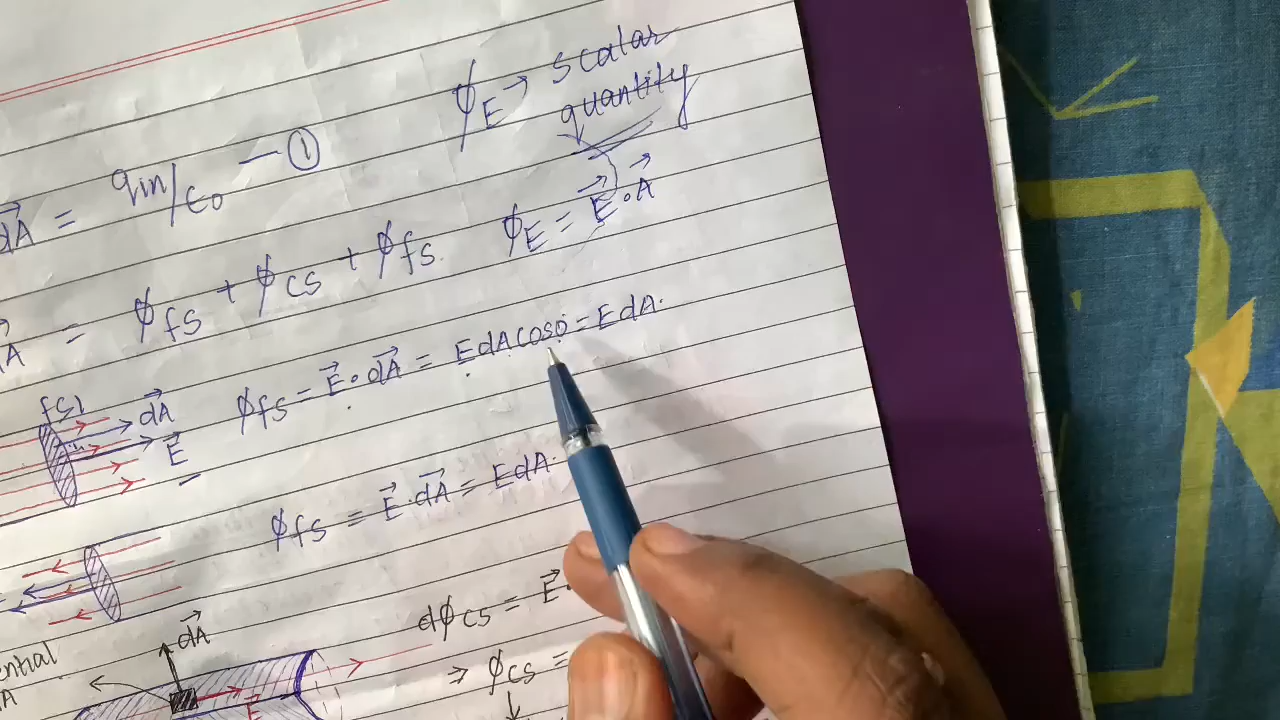 ϕE → scalar
quantity
dA⃗ = qin/ϵ0 — ①
ϕE = E⃗ · A⃗
A⃗ = ϕfs + ϕcs + ϕfs
ϕfs = E⃗ · dA⃗ = EdAcos0 = EdA.
fs1
dA⃗
E⃗
ϕfs = E⃗ · dA⃗ = EdA.
dϕcs = E⃗ ·
dA⃗
ential
A
⇒ ϕcs =
E⃗